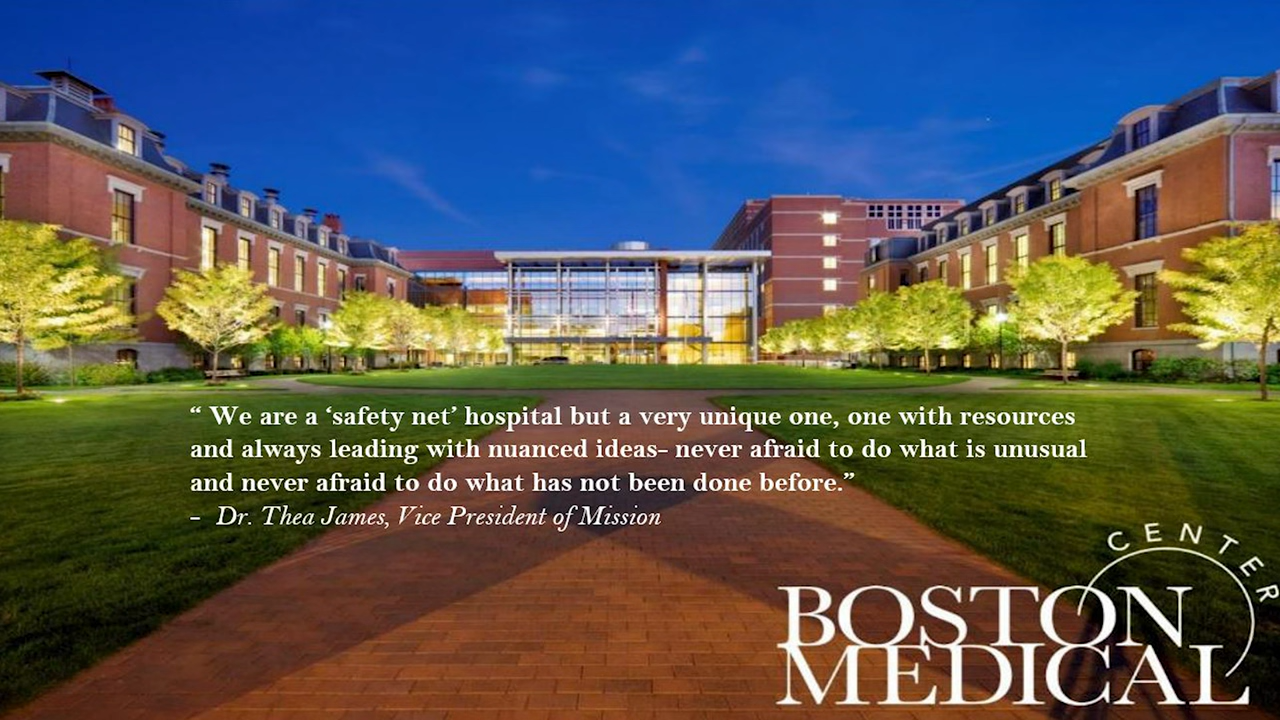 “ We are a ‘safety net’ hospital but a very unique one, one with resources
and always leading with nuanced ideas- never afraid to do what is unusual
and never afraid to do what has not been done before.”
- Dr. Thea James, Vice President of Mission
CENTER
BOSTON
MEDICAL